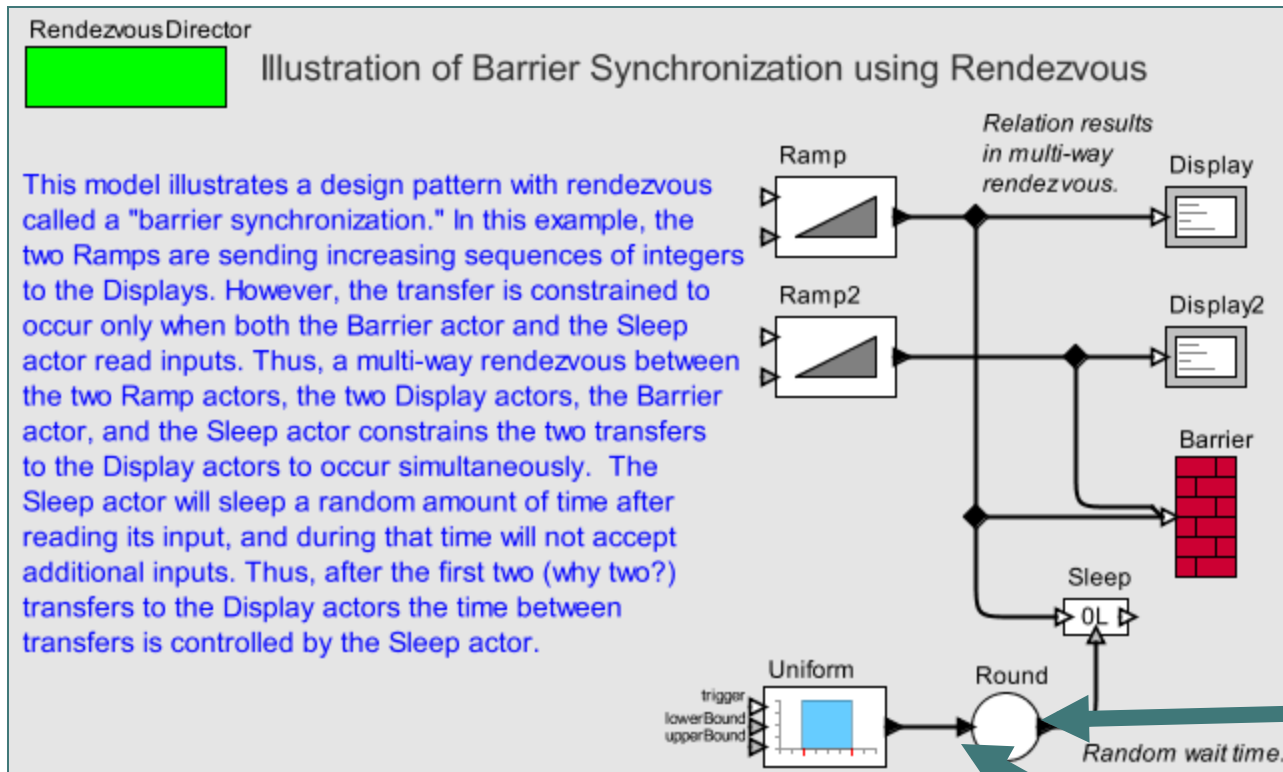 RendezvousDirector
Illustration of Barrier Synchronization using Rendezvous
This model illustrates a design pattern with rendezvous
called a "barrier synchronization." In this example, the
two Ramps are sending increasing sequences of integers
to the Displays. However, the transfer is constrained to
occur only when both the Barrier actor and the Sleep
actor read inputs. Thus, a multi-way rendezvous between
the two Ramp actors, the two Display actors, the Barrier
actor, and the Sleep actor constrains the two transfers
to the Display actors to occur simultaneously. The
Sleep actor will sleep a random amount of time after
reading its input, and during that time will not accept
additional inputs. Thus, after the first two (why two?)
transfers to the Display actors the time between
transfers is controlled by the Sleep actor.
Ramp
Relation results
in multi-way
rendezvous.
Display
Ramp2
Display2
Barrier
Sleep
0L
Uniform
trigger
lowerBound
upperBound
Round
Random wait time.